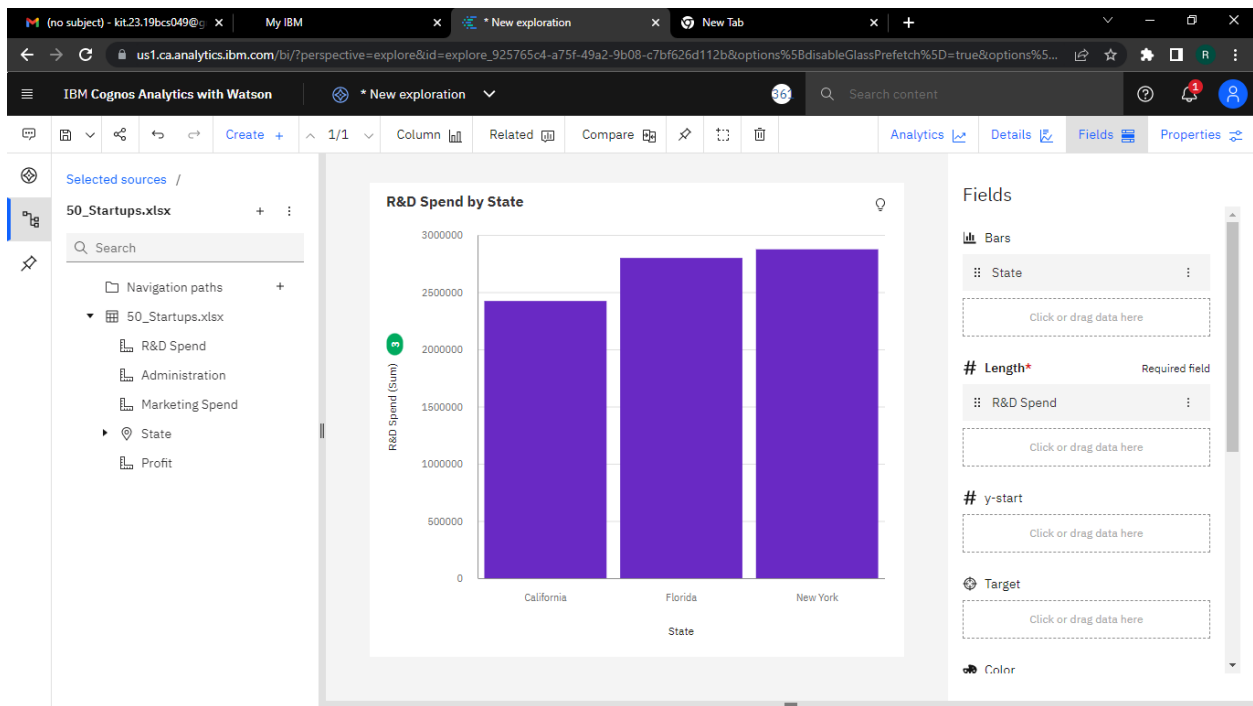 (no subject) - kit.23.19bcs049@g
My IBM
* New exploration
New Tab
us1.ca.analytics.ibm.com/bi/?perspective=explore&id=explore_925765c4-a75f-49a2-9b08-c7bf626d112b&options%5BdisableGlassPrefetch%5D=true&options%5...
R
IBM Cognos Analytics with Watson
* New exploration
361
Search content
1
Create +
1/1
Column
Related
Compare
Analytics
Details
Fields
Properties
Selected sources /
50_Startups.xlsx
Search
Navigation paths
50_Startups.xlsx
R&D Spend
Administration
Marketing Spend
State
Profit
R&D Spend by State
3000000
2500000
2000000
1500000
1000000
500000
0
3
R&D Spend (Sum)
California
Florida
New York
State
Fields
Bars
State
Click or drag data here
# Length*
Required field
R&D Spend
Click or drag data here
# y-start
Click or drag data here
Target
Click or drag data here
Color